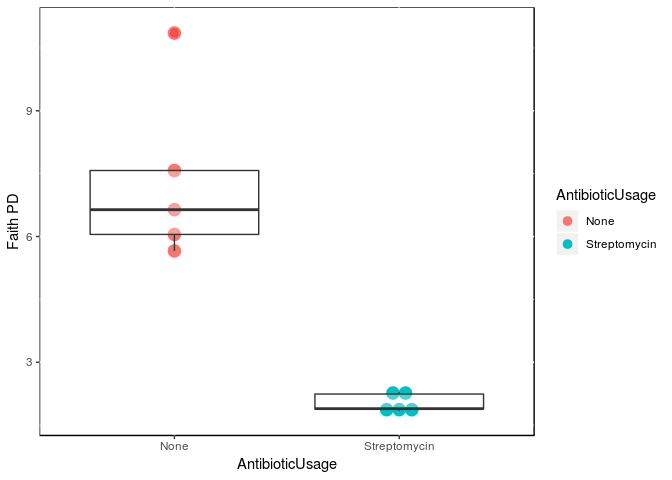 Faith PD
9
6
3
None
Streptomycin
AntibioticUsage
AntibioticUsage
None
Streptomycin